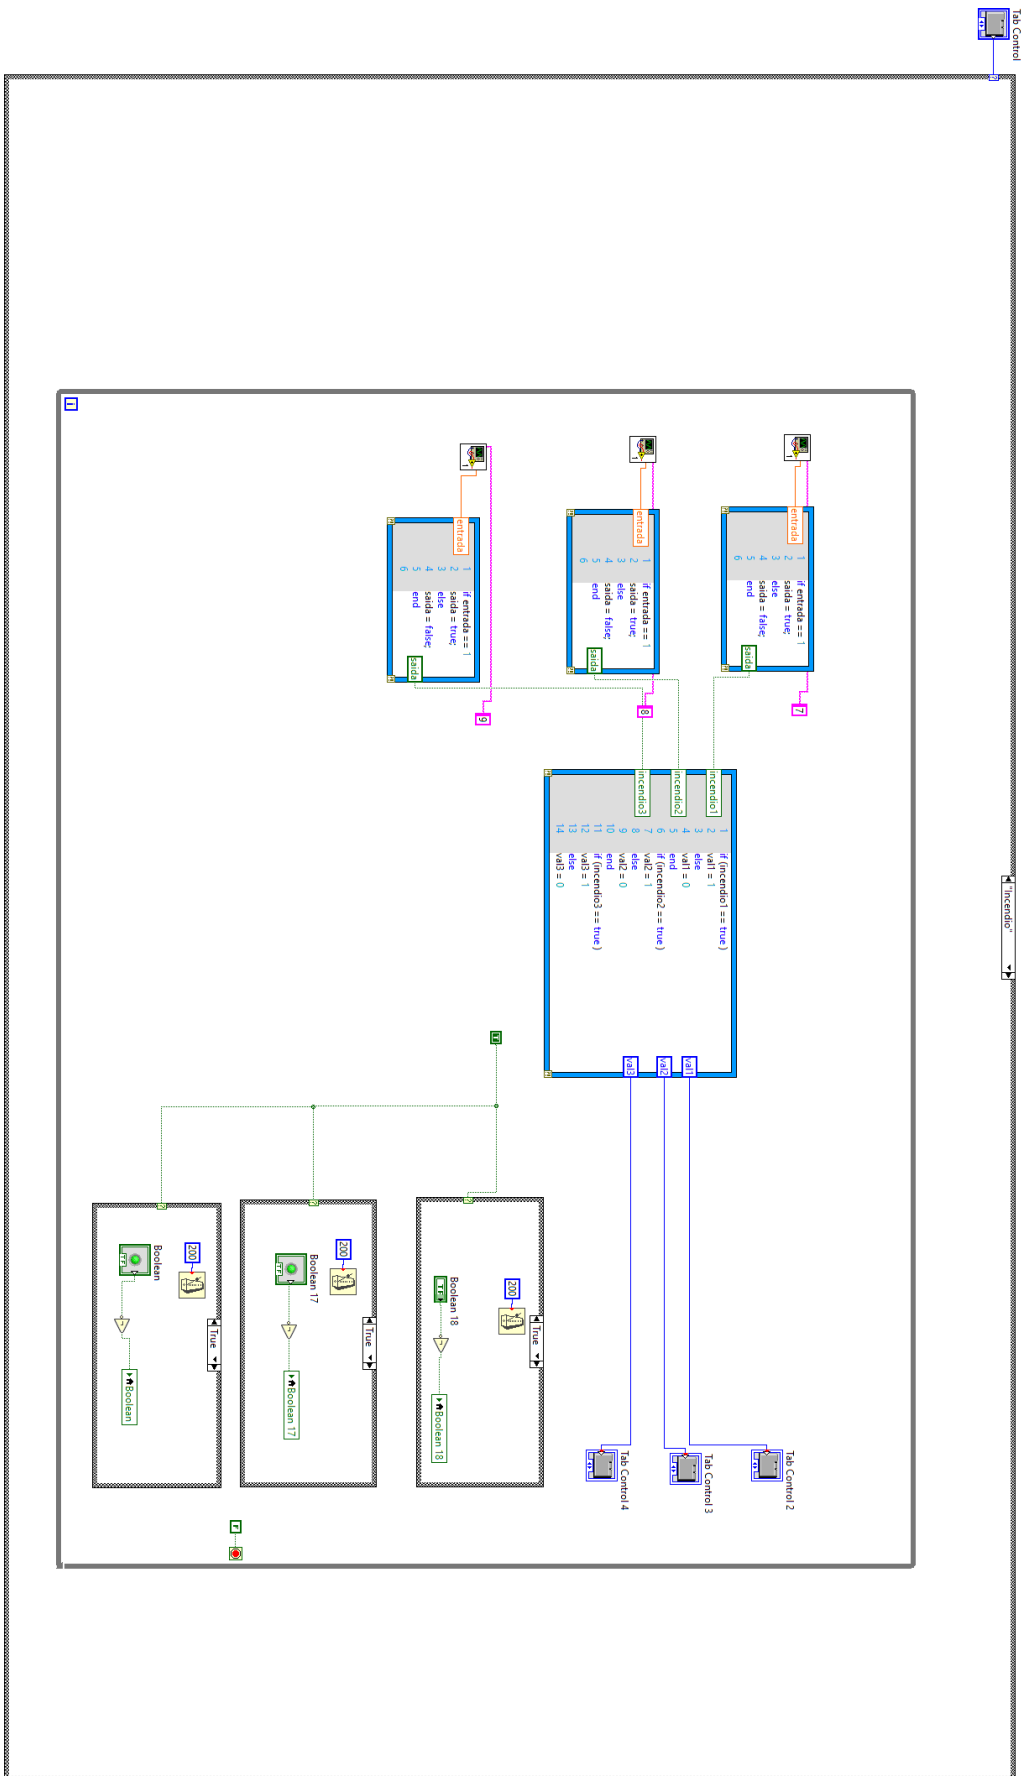 Tab Control
"Incendio"
entrada
1 if entrada == 1
2 saida = true;
3 else
4 saida = false;
5 end
6
saida
7
entrada
1 if entrada == 1
2 saida = true;
3 else
4 saida = false;
5 end
6
saida
8
entrada
1 if entrada == 1
2 saida = true;
3 else
4 saida = false;
5 end
6
saida
9
incendio1
incendio2
incendio3
1 if (incendio1 == true )
2 val1 = 1
3 else
4 val1 = 0
5 end
6 if (incendio2 == true )
7 val2 = 1
8 else
9 val2 = 0
10 end
11 if (incendio3 == true )
12 val3 = 1
13 else
14 val3 = 0
val1
val2
val3
Tab Control 2
Tab Control 3
Tab Control 4
True
200
Boolean 18
TF
Boolean 18
True
200
Boolean 17
TF
Boolean 17
True
200
Boolean
TF
Boolean
F
i